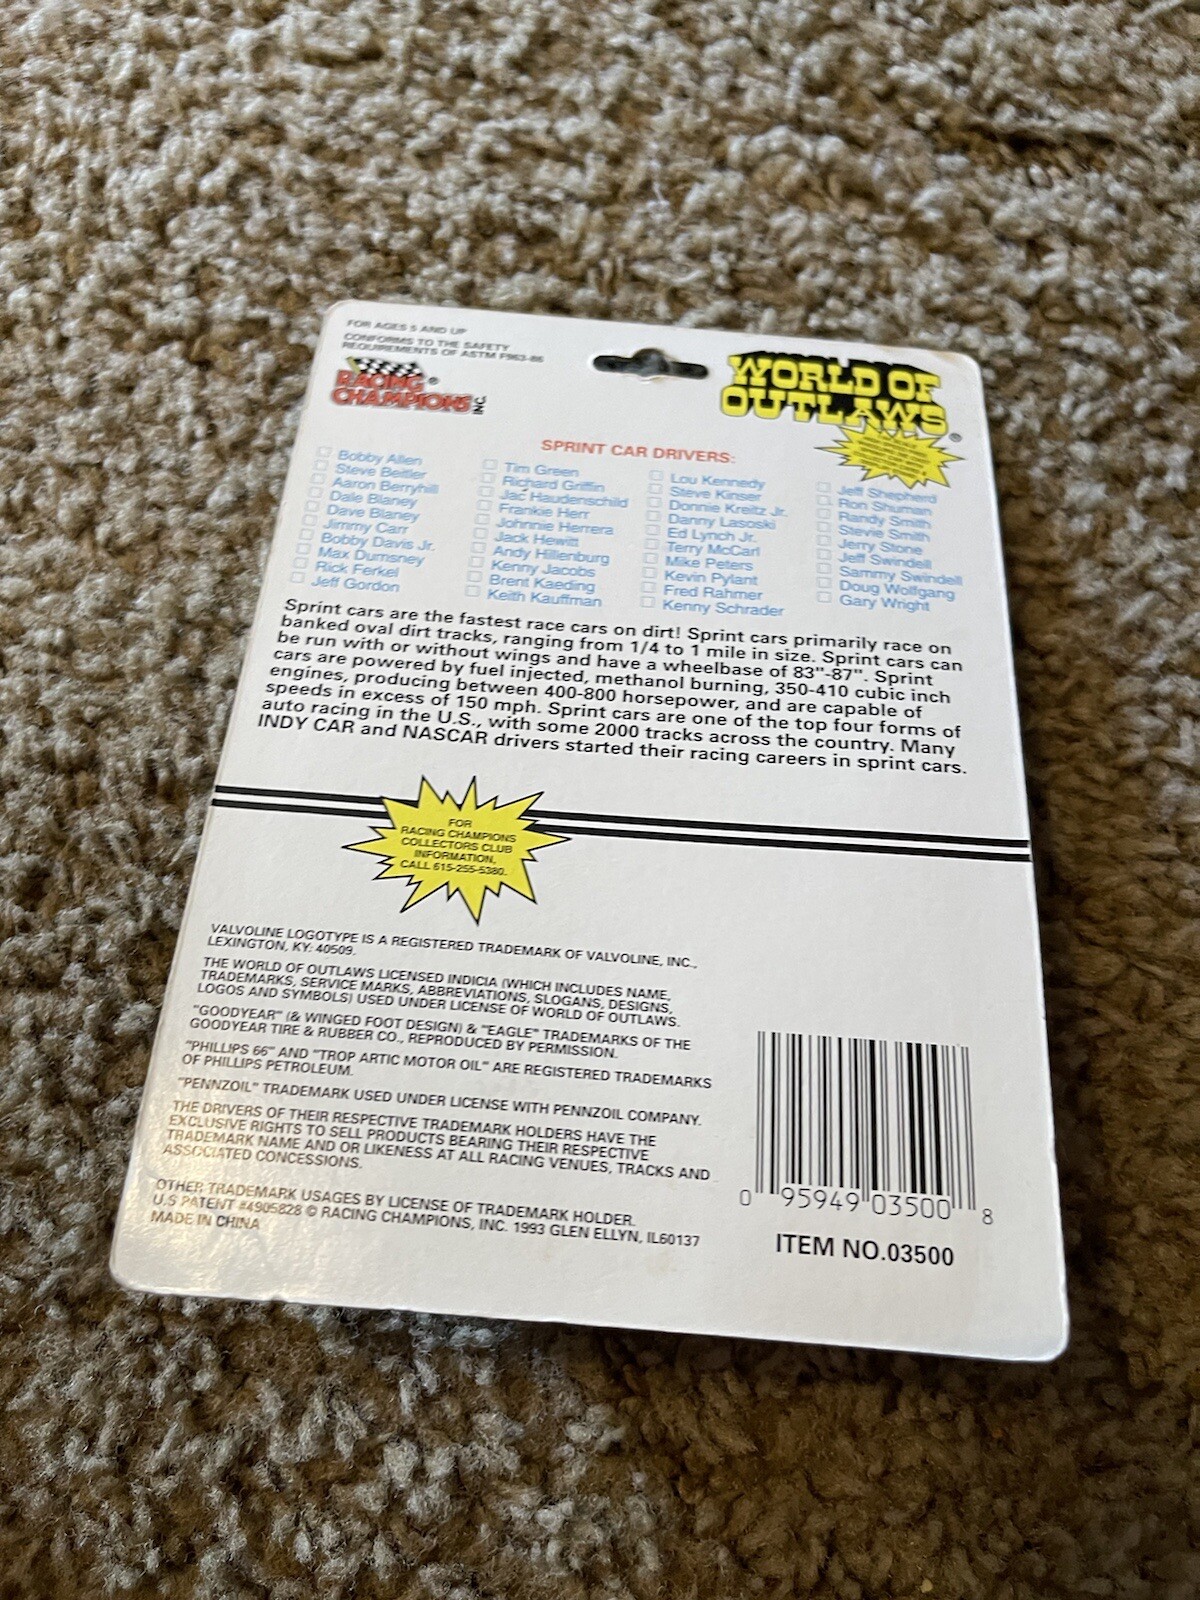 FOR AGES 5 AND UP
CONFORMS TO THE SAFETY
REQUIREMENTS OF ASTM F963-86
RACING ®
CHAMPIONS INC.
WORLD OF
OUTLAWS ®
SPRINT CAR DRIVERS:
Bobby Allen
Steve Beitler
Aaron Berryhill
Dale Blaney
Dave Blaney
Jimmy Carr
Bobby Davis Jr.
Max Dumsney
Rick Ferkel
Jeff Gordon
Tim Green
Richard Griffin
Jac Haudenschild
Frankie Herr
Johnnie Herrera
Jack Hewitt
Andy Hillenburg
Kenny Jacobs
Brent Kaeding
Keith Kauffman
Lou Kennedy
Steve Kinser
Donnie Kreitz Jr.
Danny Lasoski
Ed Lynch Jr.
Terry McCarl
Mike Peters
Kevin Pylant
Fred Rahmer
Kenny Schrader
Jeff Shepherd
Ron Shuman
Randy Smith
Stevie Smith
Jerry Stone
Jeff Swindell
Sammy Swindell
Doug Wolfgang
Gary Wright
Sprint cars are the fastest race cars on dirt! Sprint cars primarily race on
banked oval dirt tracks, ranging from 1/4 to 1 mile in size. Sprint cars can
be run with or without wings and have a wheelbase of 83"-87". Sprint
cars are powered by fuel injected, methanol burning, 350-410 cubic inch
engines, producing between 400-800 horsepower, and are capable of
speeds in excess of 150 mph. Sprint cars are one of the top four forms of
auto racing in the U.S., with some 2000 tracks across the country. Many
INDY CAR and NASCAR drivers started their racing careers in sprint cars.
FOR
RACING CHAMPIONS
COLLECTORS CLUB
INFORMATION,
CALL 615-255-5380.
VALVOLINE LOGOTYPE IS A REGISTERED TRADEMARK OF VALVOLINE, INC.,
LEXINGTON, KY. 40509.
THE WORLD OF OUTLAWS LICENSED INDICIA (WHICH INCLUDES NAME,
TRADEMARKS, SERVICE MARKS, ABBREVIATIONS, SLOGANS, DESIGNS,
LOGOS AND SYMBOLS) USED UNDER LICENSE OF WORLD OF OUTLAWS.
"GOODYEAR" (& WINGED FOOT DESIGN) & "EAGLE" TRADEMARKS OF THE
GOODYEAR TIRE & RUBBER CO., REPRODUCED BY PERMISSION.
"PHILLIPS 66" AND "TROP ARTIC MOTOR OIL" ARE REGISTERED TRADEMARKS
OF PHILLIPS PETROLEUM.
"PENNZOIL" TRADEMARK USED UNDER LICENSE WITH PENNZOIL COMPANY.
THE DRIVERS OF THEIR RESPECTIVE TRADEMARK HOLDERS HAVE THE
EXCLUSIVE RIGHTS TO SELL PRODUCTS BEARING THEIR RESPECTIVE
TRADEMARK NAME AND OR LIKENESS AT ALL RACING VENUES, TRACKS AND
ASSOCIATED CONCESSIONS.
OTHER TRADEMARK USAGES BY LICENSE OF TRADEMARK HOLDER.
U.S PATENT #4905828 © RACING CHAMPIONS, INC. 1993 GLEN ELLYN, IL60137
MADE IN CHINA
0 95949 03500 8
ITEM NO.03500